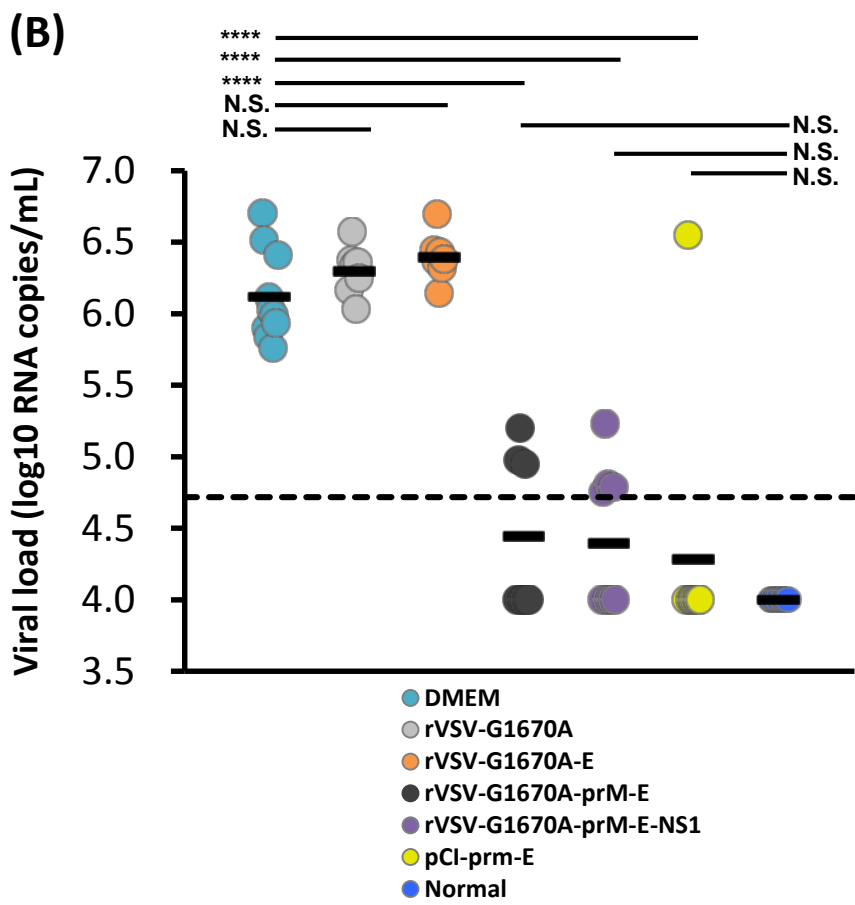 (B)
****
****
****
N.S.
N.S.
N.S.
N.S.
N.S.
Viral load (log10 RNA copies/mL)
7.0
6.5
6.0
5.5
5.0
4.5
4.0
3.5
DMEM
rVSV-G1670A
rVSV-G1670A-E
rVSV-G1670A-prM-E
rVSV-G1670A-prM-E-NS1
pCI-prm-E
Normal